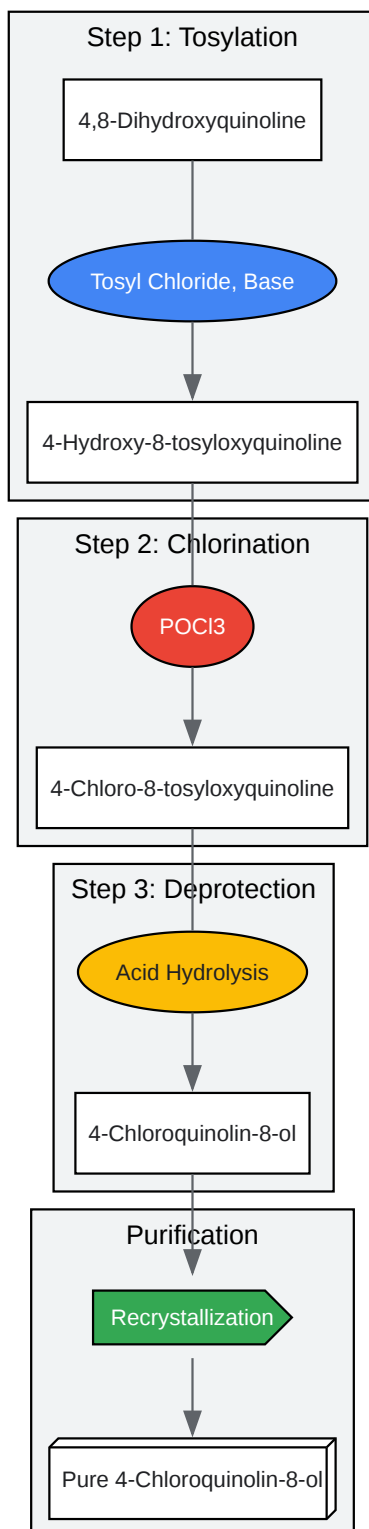 Step 1: Tosylation
4,8-Dihydroxyquinoline
Tosyl Chloride, Base
4-Hydroxy-8-tosyloxyquinoline
Step 2: Chlorination
POCl3
4-Chloro-8-tosyloxyquinoline
Step 3: Deprotection
Acid Hydrolysis
4-Chloroquinolin-8-ol
Purification
Recrystallization
Pure 4-Chloroquinolin-8-ol